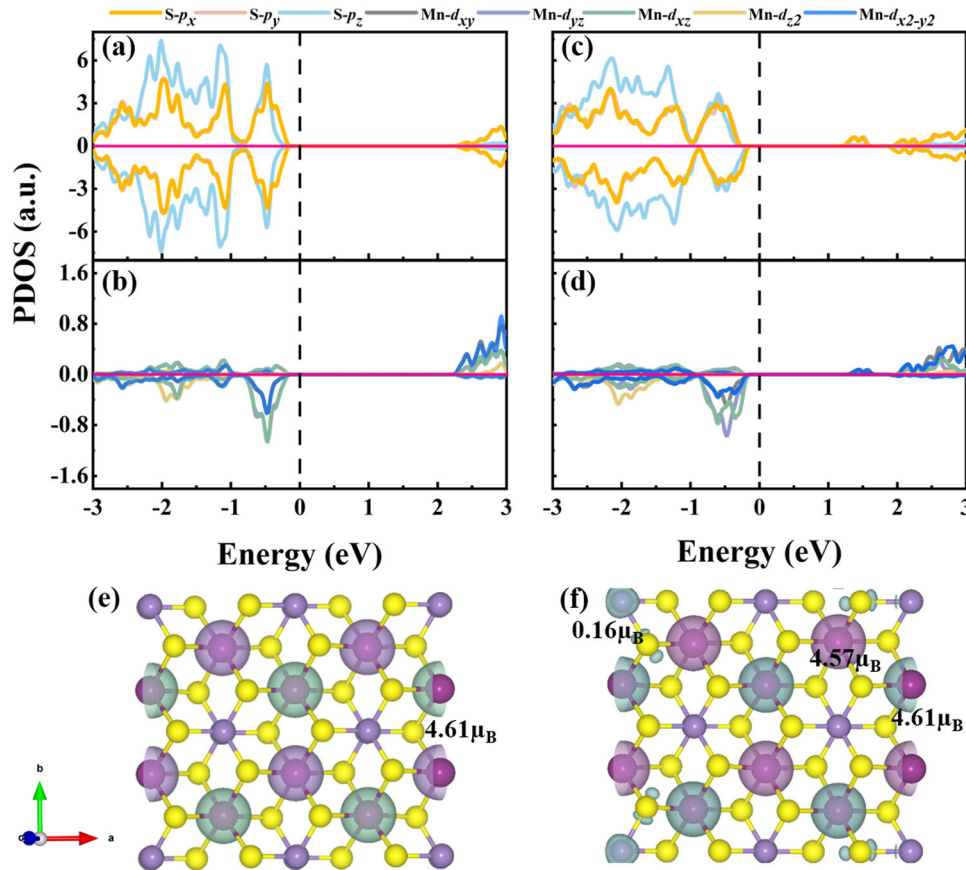 S-px S-py S-pz Mn-dxy Mn-dyz Mn-dxz Mn-dz2 Mn-dx2-y2
(a) (c)
6
3
0
-3
-6
PDOS (a.u.)
(b) (d)
1.6
0.8
0.0
-0.8
-1.6
-3 -2 -1 0 1 2 3 -3 -2 -1 0 1 2 3
Energy (eV) Energy (eV)
(e) (f)
0.16μB
4.57μB
4.61μB 4.61μB
b
c a